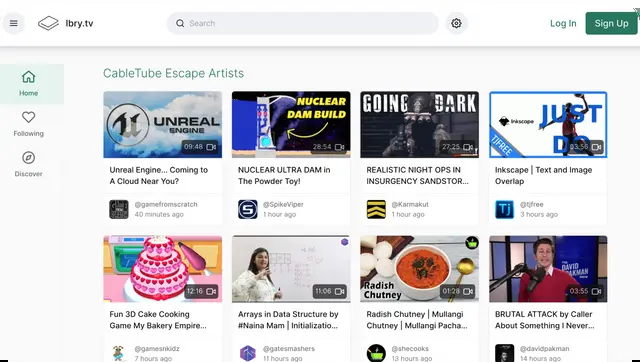 lbry.tv
Search
Log In
Sign Up
Home
Following
Discover
CableTube Escape Artists
UNREAL
ENGINE
09:48
NUCLEAR
DAM BUILD
28:54
GOING DARK
27:25
Inkscape
JUST
DO
TJFREE
03:56
Unreal Engine... Coming to
A Cloud Near You?
NUCLEAR ULTRA DAM in
The Powder Toy!
REALISTIC NIGHT OPS IN
INSURGENCY SANDSTOR...
Inkscape | Text and Image
Overlap
@gamefromscratch
40 minutes ago
@SpikeViper
1 hour ago
@Karmakut
1 hour ago
Tj
@tjfree
3 hours ago
12:16
11:06
Radish
Chutney
01:28
THE
DAVID
PAKMAN
03:55
Fun 3D Cake Cooking
Game My Bakery Empire...
Arrays in Data Structure by
#Naina Mam | Initializatio...
Radish Chutney | Mullangi
Chutney | Mullangi Pacha...
BRUTAL ATTACK by Caller
About Something I Never...
@gamesnkidz
7 hours ago
@gatesmashers
10 hours ago
@shecooks
13 hours ago
@davidpakman
14 hours ago